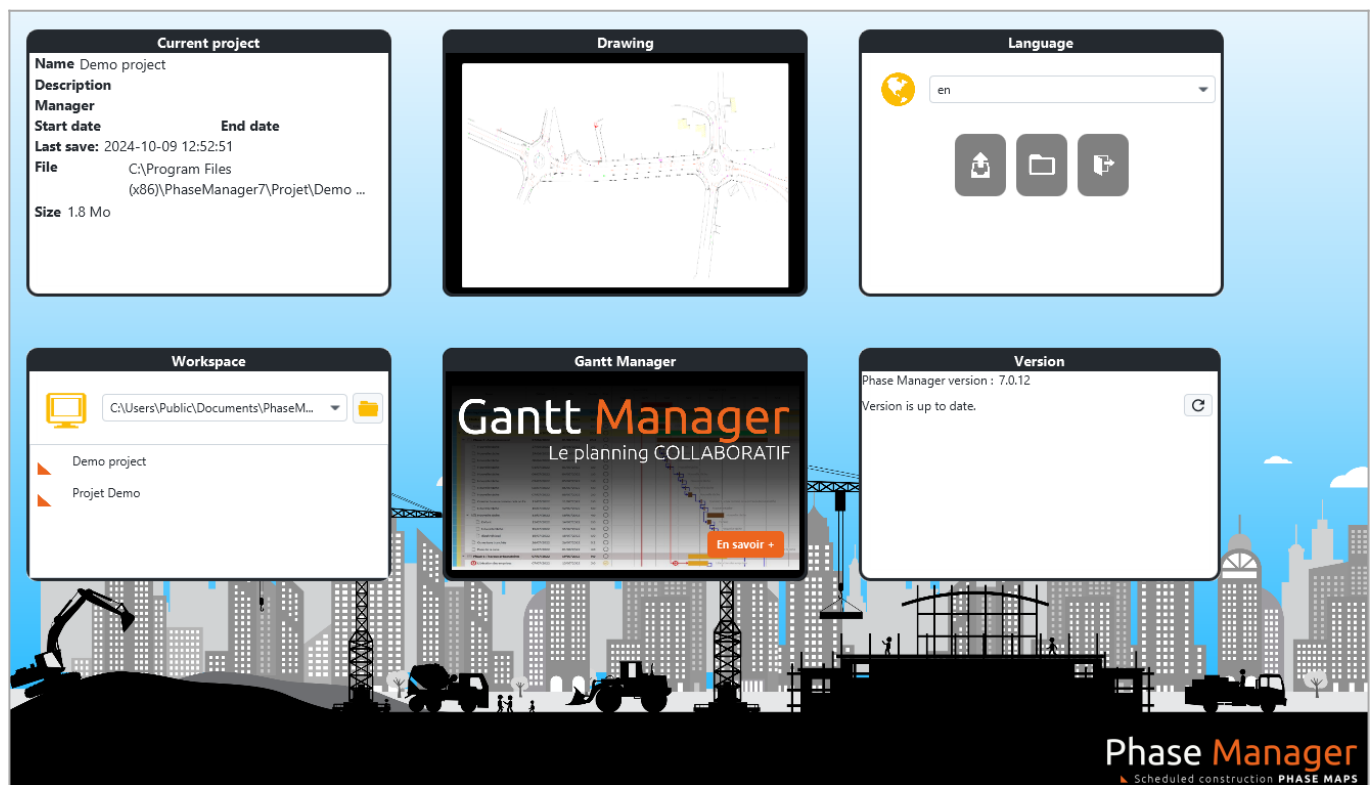 Current project
Name Demo project
Description
Manager
Start date End date
Last save: 2024-10-09 12:52:51
File C:\Program Files
(x86)\PhaseManager7\Projet\Demo ...
Size 1.8 Mo
Drawing
Language
en
Workspace
C:\Users\Public\Documents\PhaseM...
Demo project
Projet Demo
Gantt Manager
Gantt Manager
Le planning COLLABORATIF
En savoir +
Version
Phase Manager version : 7.0.12
Version is up to date.
Phase Manager
Scheduled construction PHASE MAPS